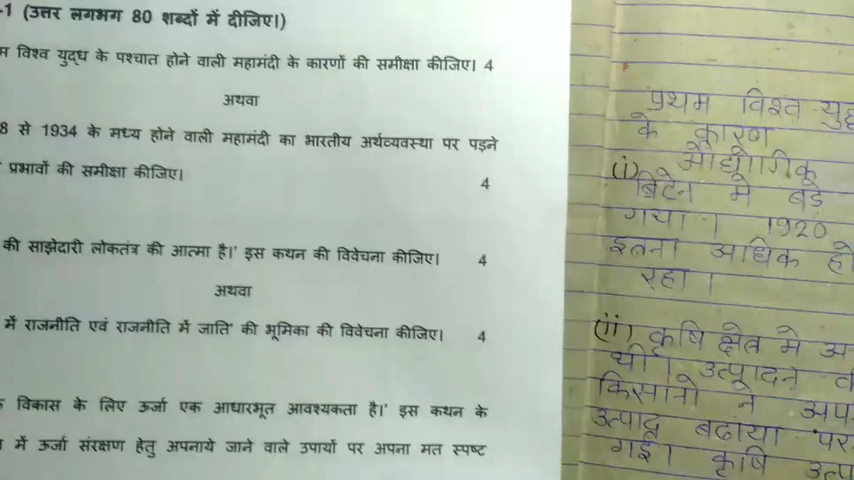 -1 (उत्तर लगभग 80 शब्दों में दीजिए।)
विश्व युद्ध के पश्चात होने वाली महामंदी के कारणों की समीक्षा कीजिए। 4
अथवा
8 से 1934 के मध्य होने वाली महामंदी का भारतीय अर्थव्यवस्था पर पड़ने
प्रभावों की समीक्षा कीजिए।
4
की साझेदारी लोकतंत्र की आत्मा है।' इस कथन की विवेचना कीजिए। 4
अथवा
में राजनीति एवं राजनीति में जाति' की भूमिका की विवेचना कीजिए। 4
विकास के लिए ऊर्जा एक आधारभूत आवश्यकता है।' इस कथन के
में ऊर्जा संरक्षण हेतु अपनाये जाने वाले उपायों पर अपना मत स्पष्ट
प्रथम विश्व
के कारण
(i) औद्योगिक
ब्रिटेन में बड़े
गया। 1920
इतना अधिक हो
रहा।
(ii) कृषि क्षेत्र मे
थी। उत्पादन
किसानो ने
उत्पाद बढाया पर
गई। कृषि